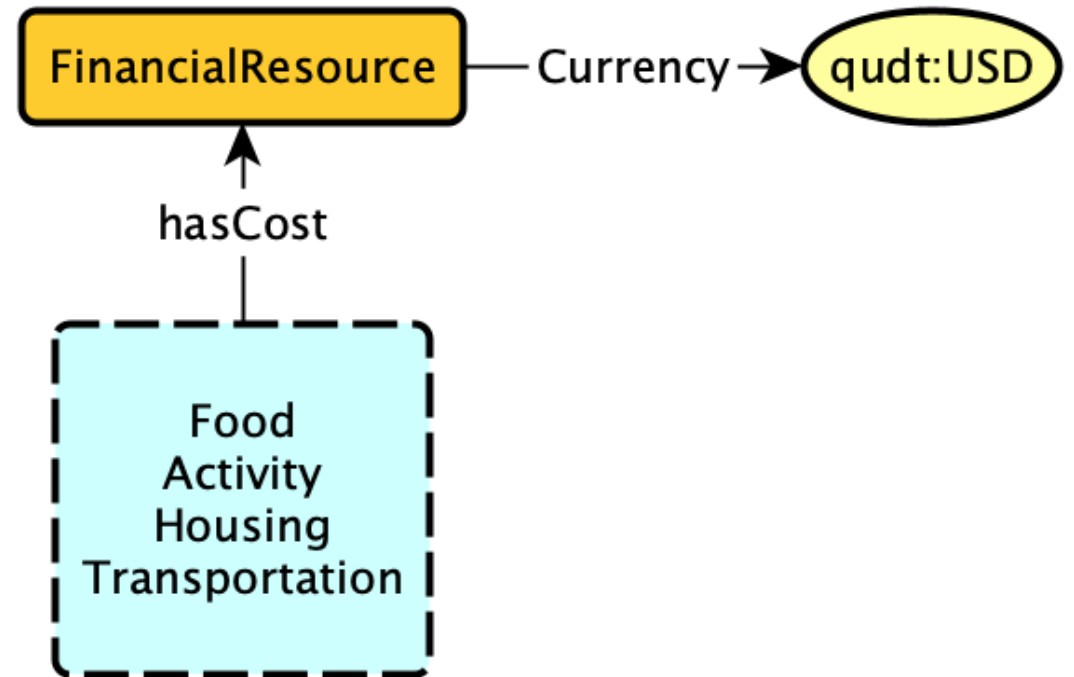 FinancialResource
Currency
qudt:USD
hasCost
Food
Activity
Housing
Transportation